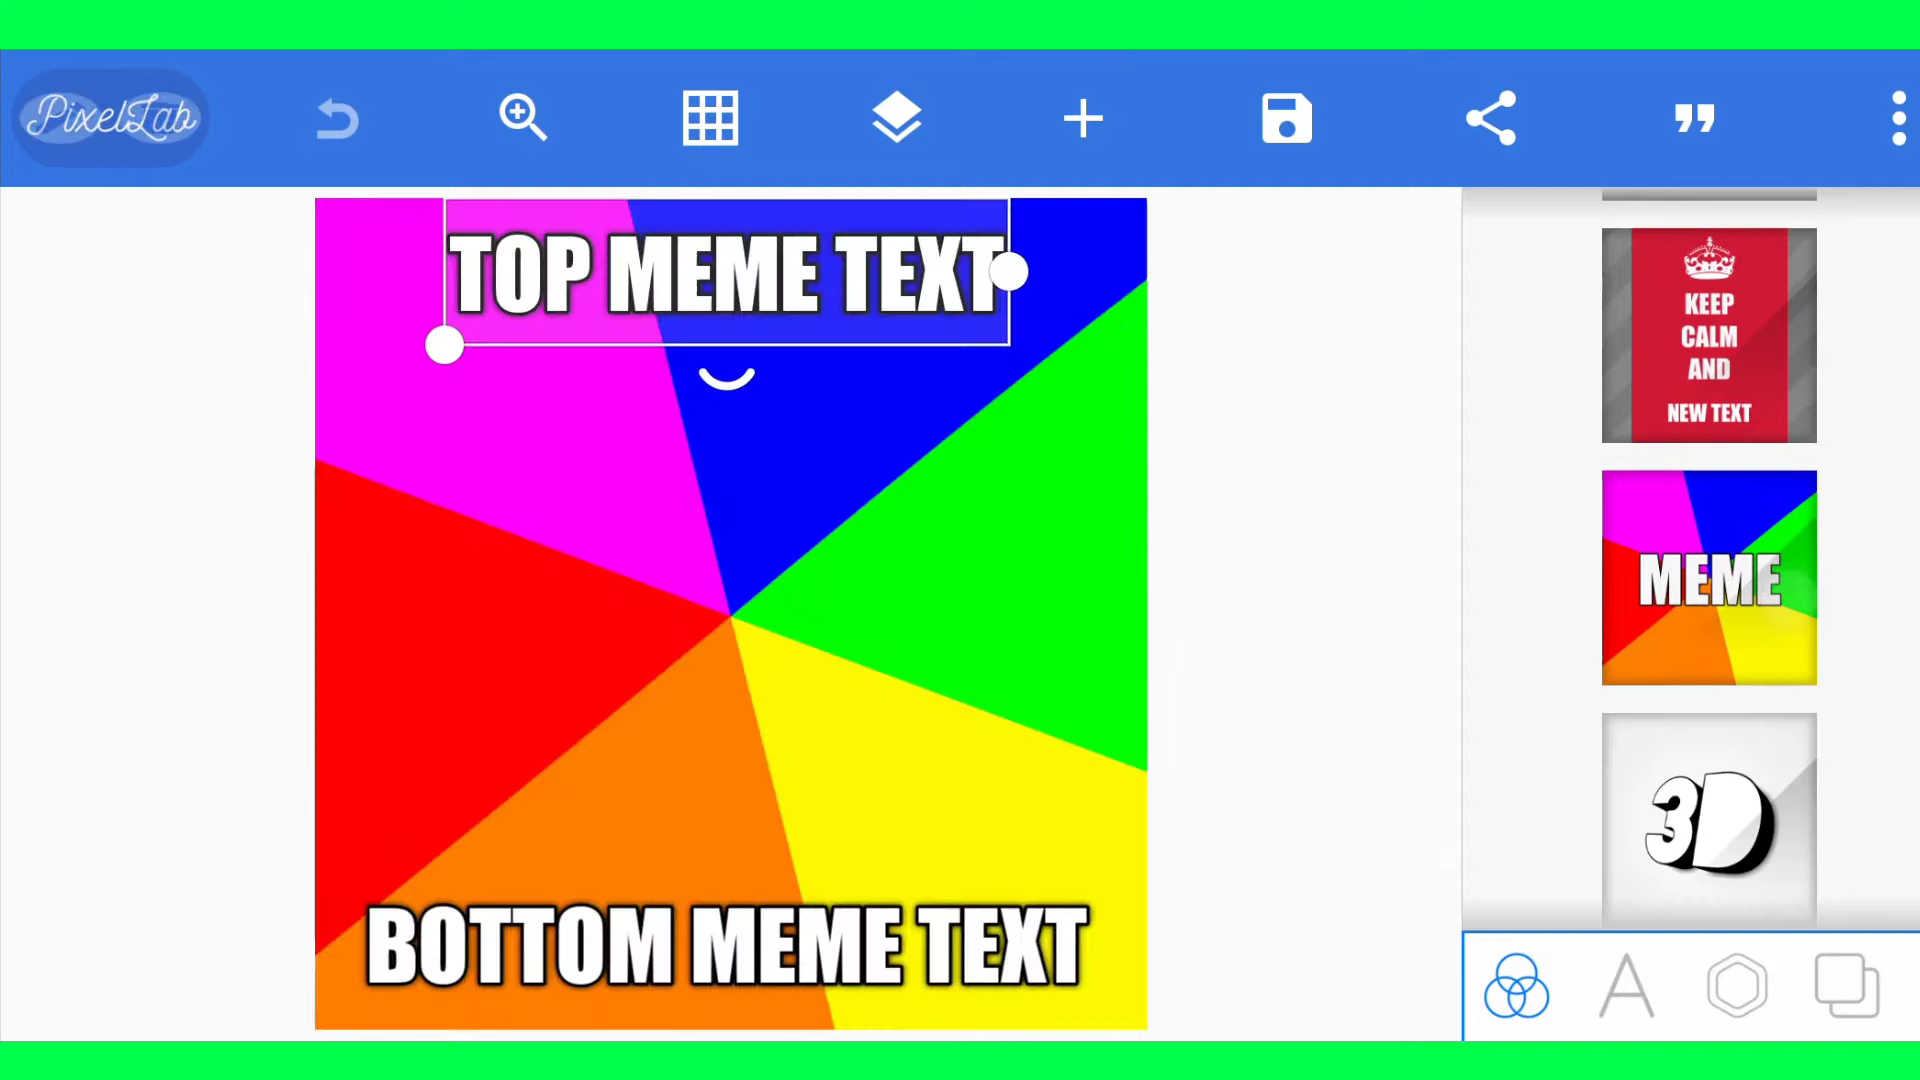 PixelLab
TOP MEME TEXT
BOTTOM MEME TEXT
KEEP
CALM
AND
NEW TEXT
MEME
3D
A